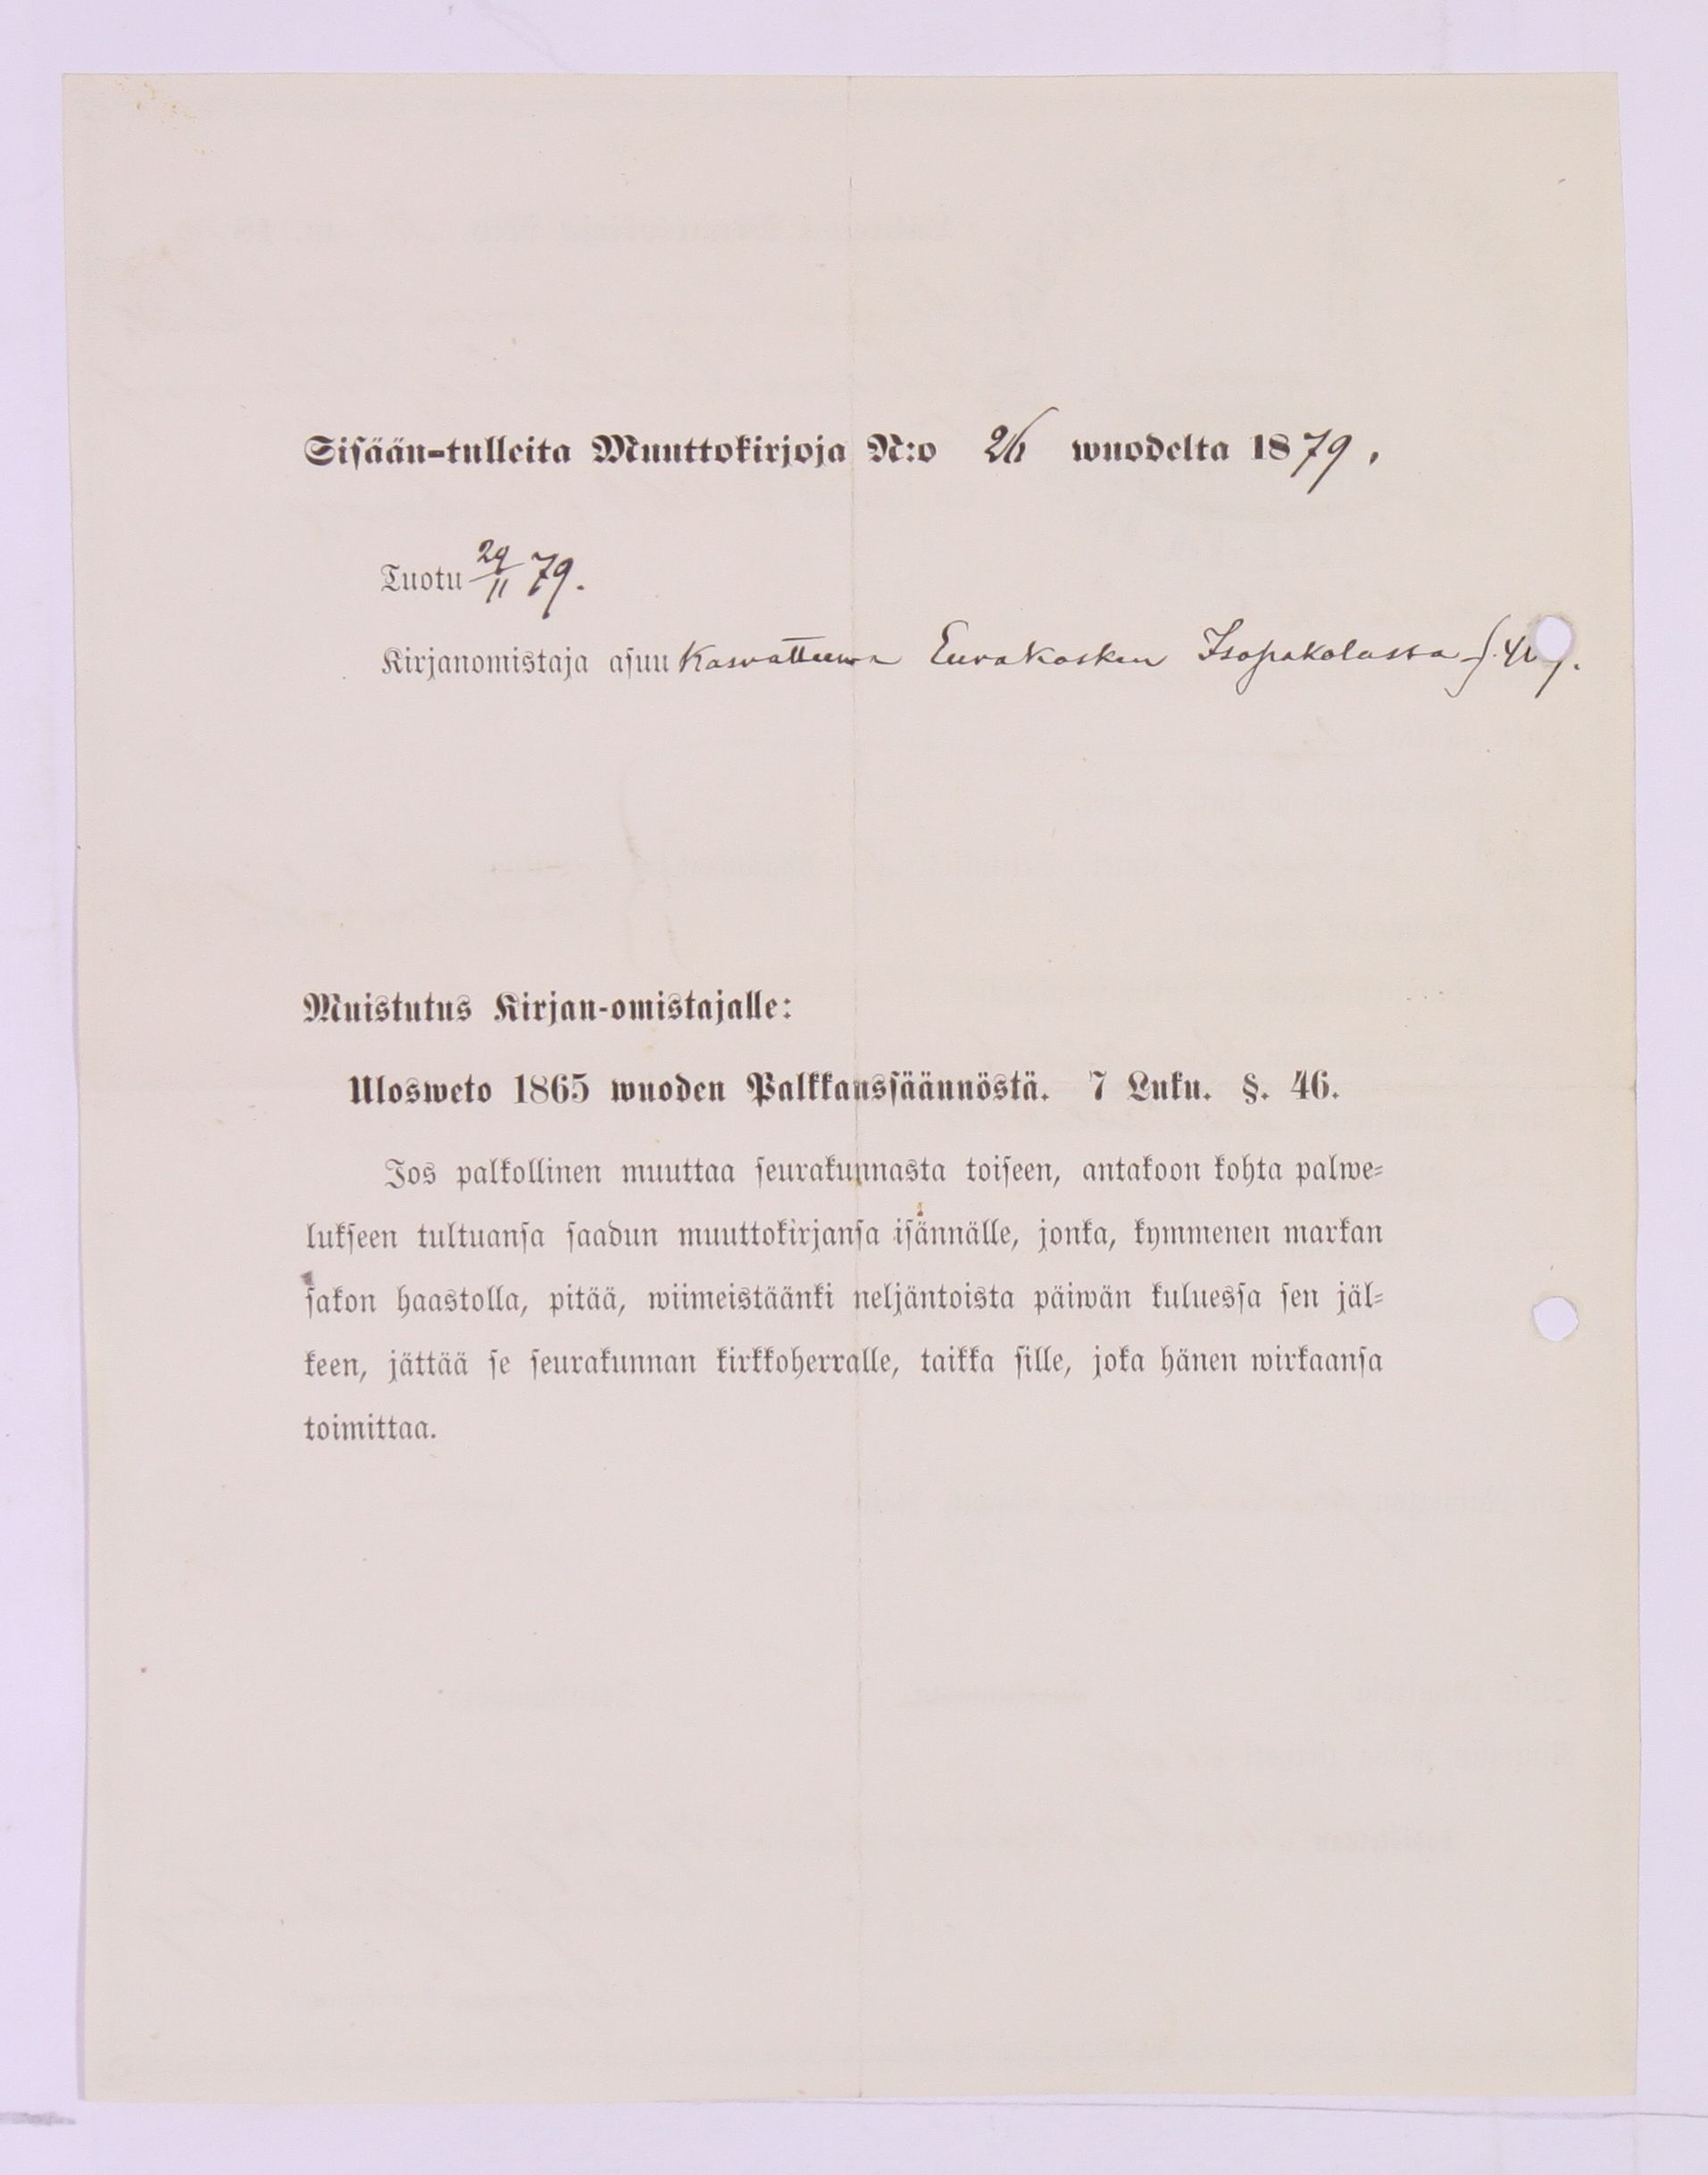 Sisään-tulleita Muuttokirjoja N:o 26 wuodelta 1879.
Tuotu 29/11 79.
Kirjanomistaja asuu Kasvattina Eurakosken Isopakolassa
Muistutus Kirjan-omistajalle:
Ulosweto 1865 wuoden Palkkaussäännöstä. 7 Luku. §. 46.
Jos palkollinen muuttaa seurakunnasta toiseen, antakoon kohta palwe-
lukseen tultuansa saadun muuttokirjansa isännälle, jonka, kymmenen markan
sakon haastolla, pitää, wiimeistäänki neljäntoista päiwän kuluessa sen jäl-
keen, jättää se seurakunnan kirkkoherralle, taikka sille, joka hänen wirkaansa
toimittaa.